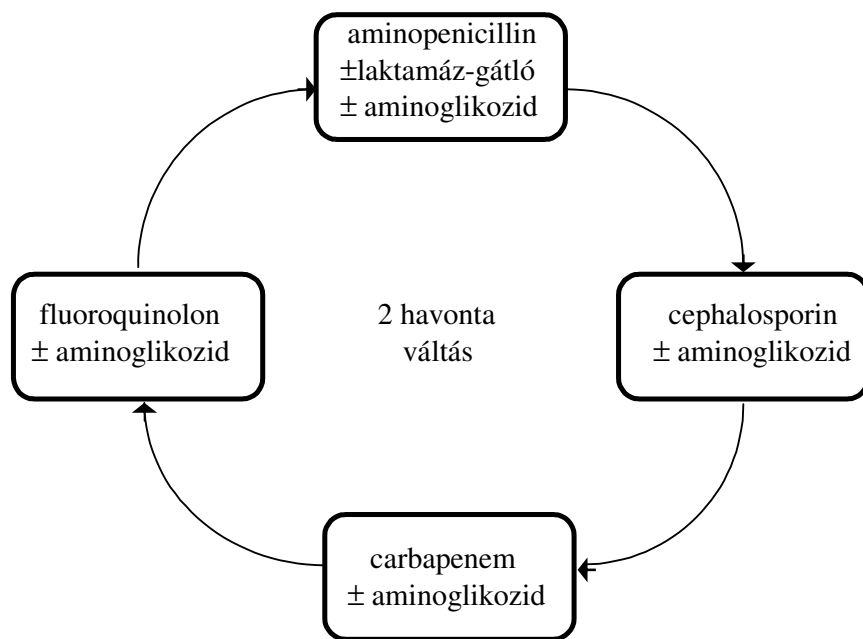 aminopenicillin
±laktamáz-gátló
± aminoglikozid
fluoroquinolon
± aminoglikozid
2 havonta
váltás
cephalosporin
± aminoglikozid
carbapenem
± aminoglikozid